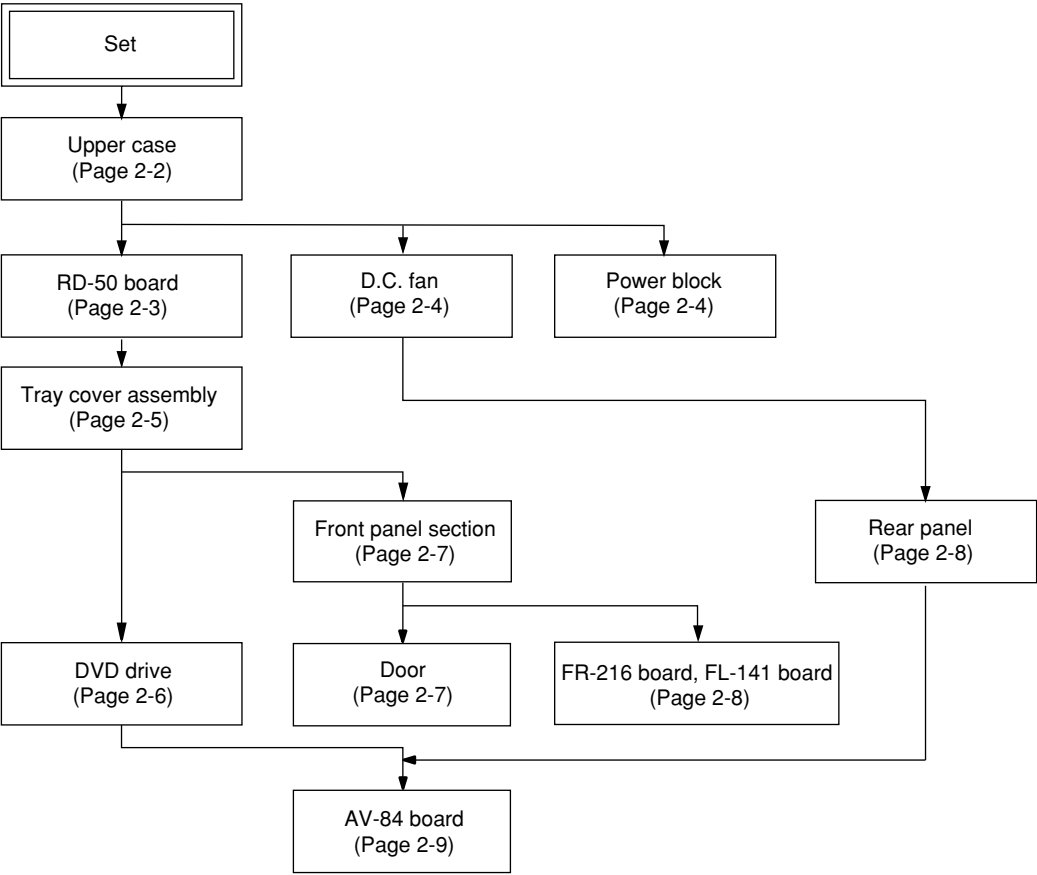 Set
Upper case
(Page 2-2)
RD-50 board
(Page 2-3)
D.C. fan
(Page 2-4)
Power block
(Page 2-4)
Tray cover assembly
(Page 2-5)
Front panel section
(Page 2-7)
Rear panel
(Page 2-8)
DVD drive
(Page 2-6)
Door
(Page 2-7)
FR-216 board, FL-141 board
(Page 2-8)
AV-84 board
(Page 2-9)